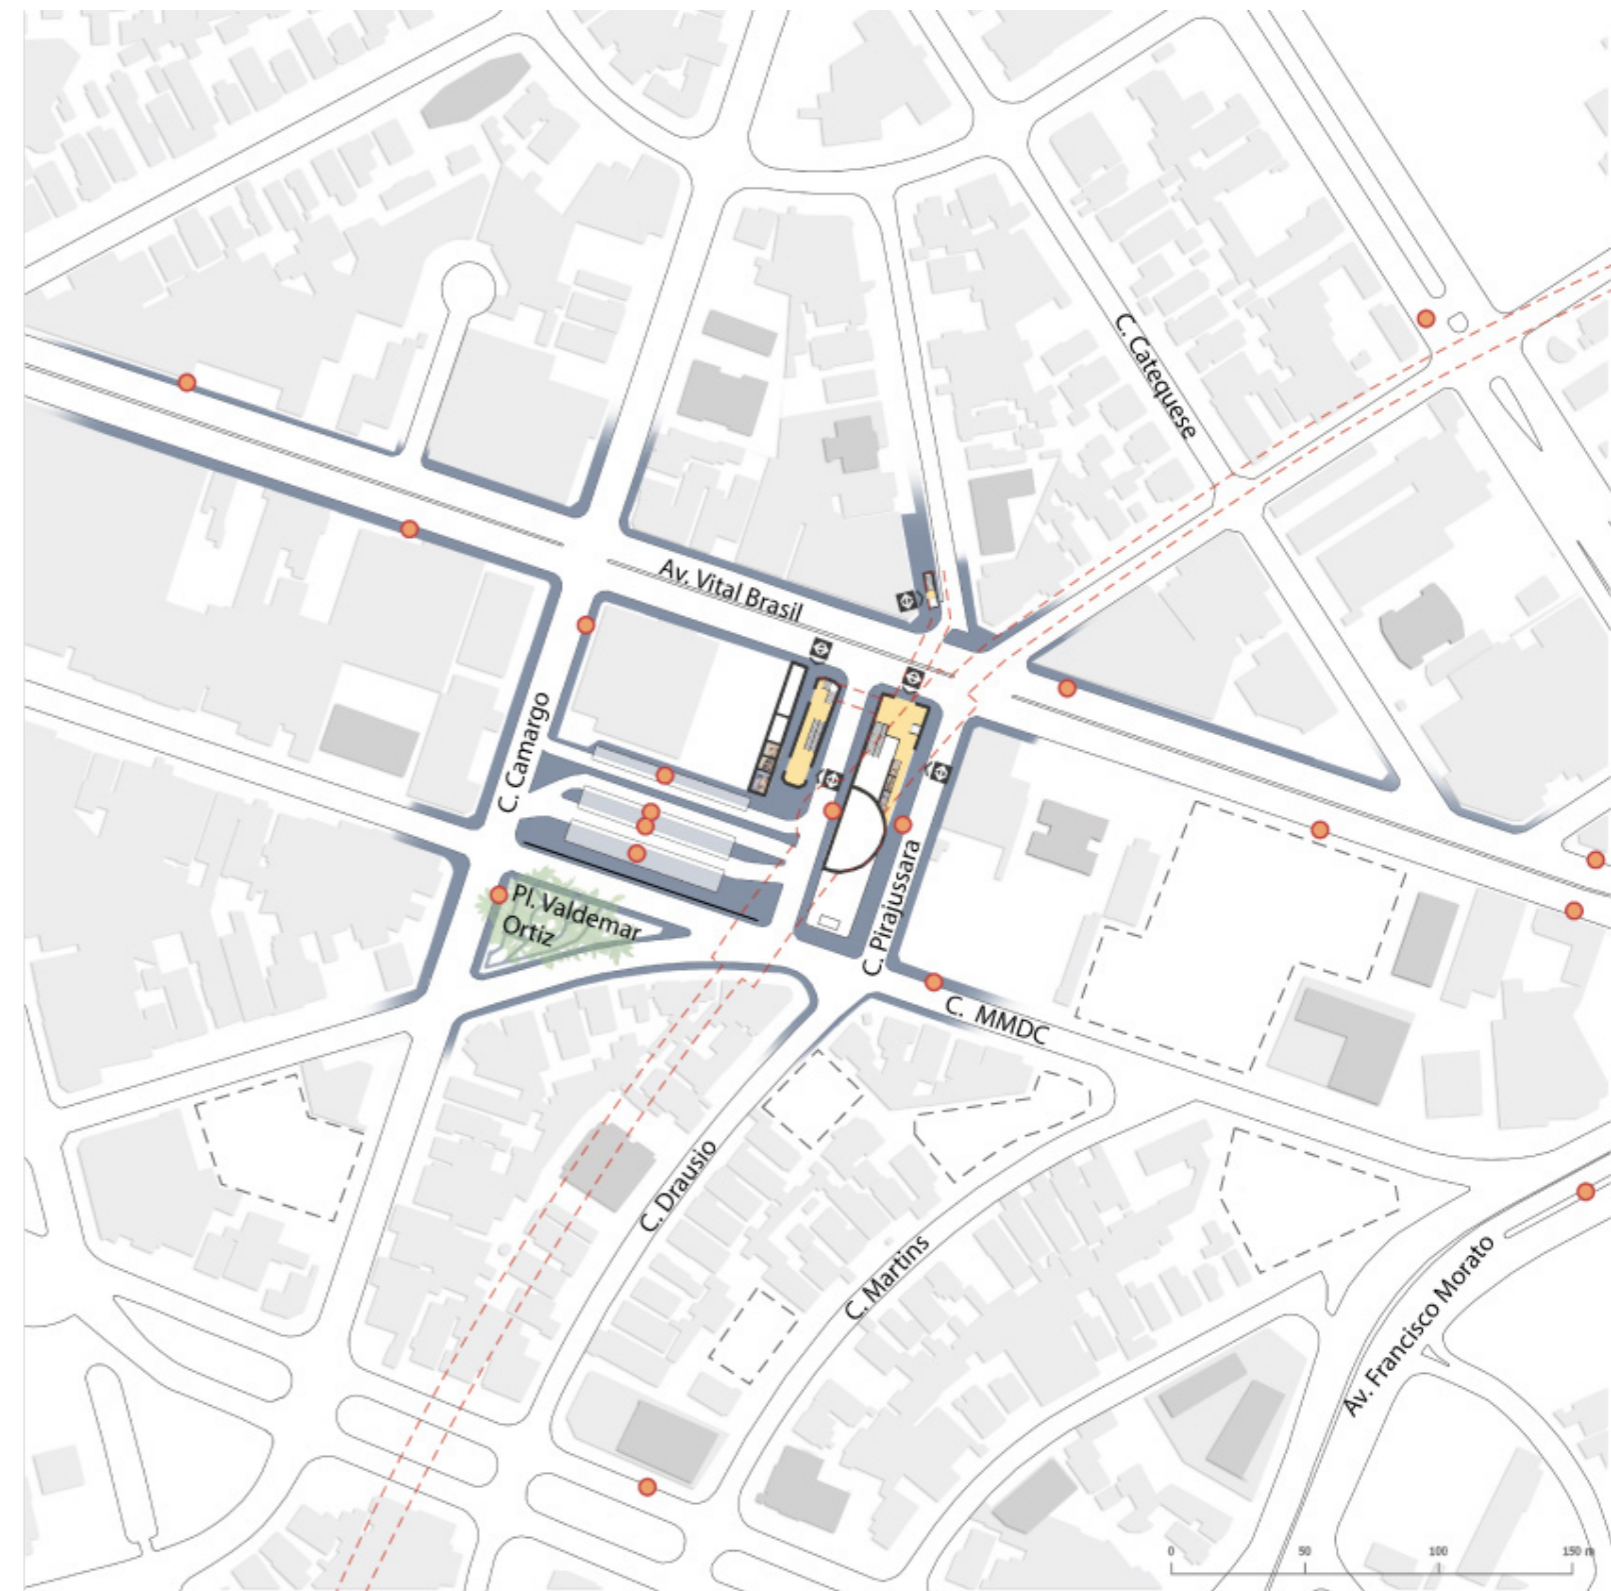 C. Catequese
Av. Vital Brasil
C. Camargo
Pl. Valdemar
Ortiz
C. Pirajussara
C. MMDC
C. Drausio
C. Martins
Av. Francisco Morato
0 50 100 150 m